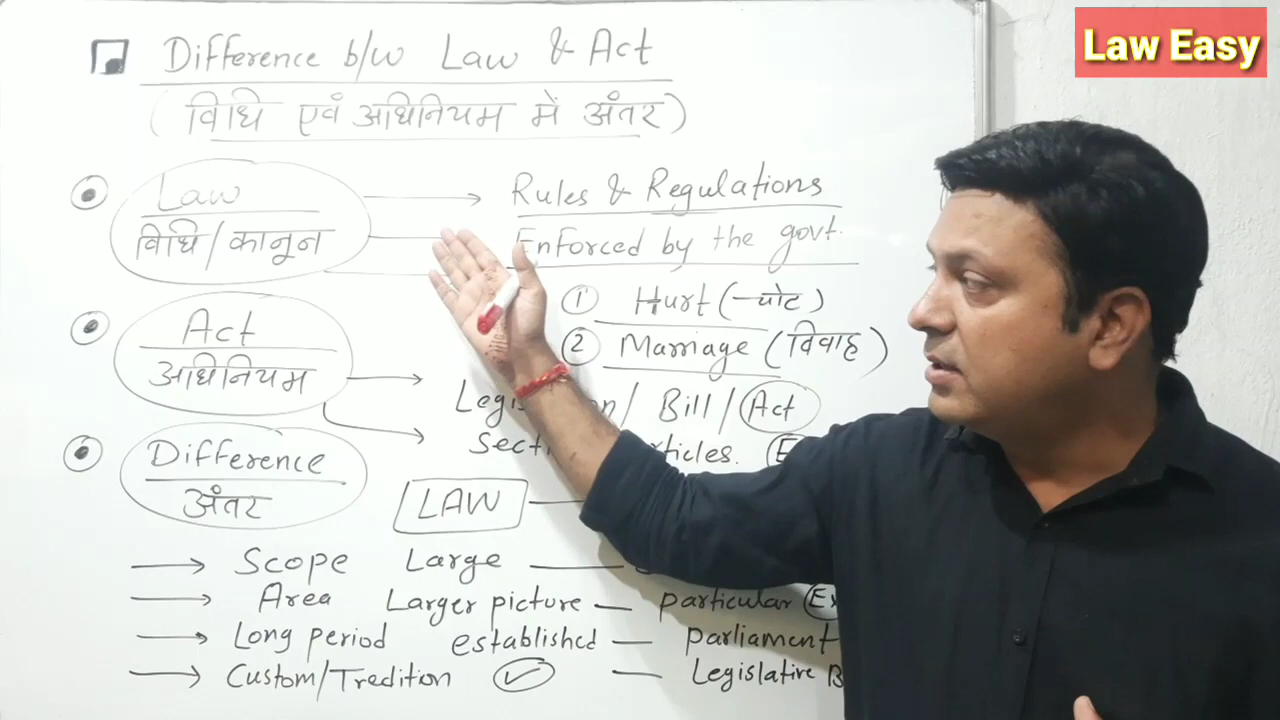 Law Easy
Difference b/w Law & Act
(विधि एवं अधिनियम में अंतर)
Law
विधि/कानून
Rules & Regulations
Enforced by the govt.
① Hurt (चोट)
② Marriage (विवाह)
Act
अधिनियम
Bill / Act
Difference
अंतर
LAW
Scope Large
Area Larger picture — particular
Long period established — parliament
Custom/Tredition ✓ — Legislative